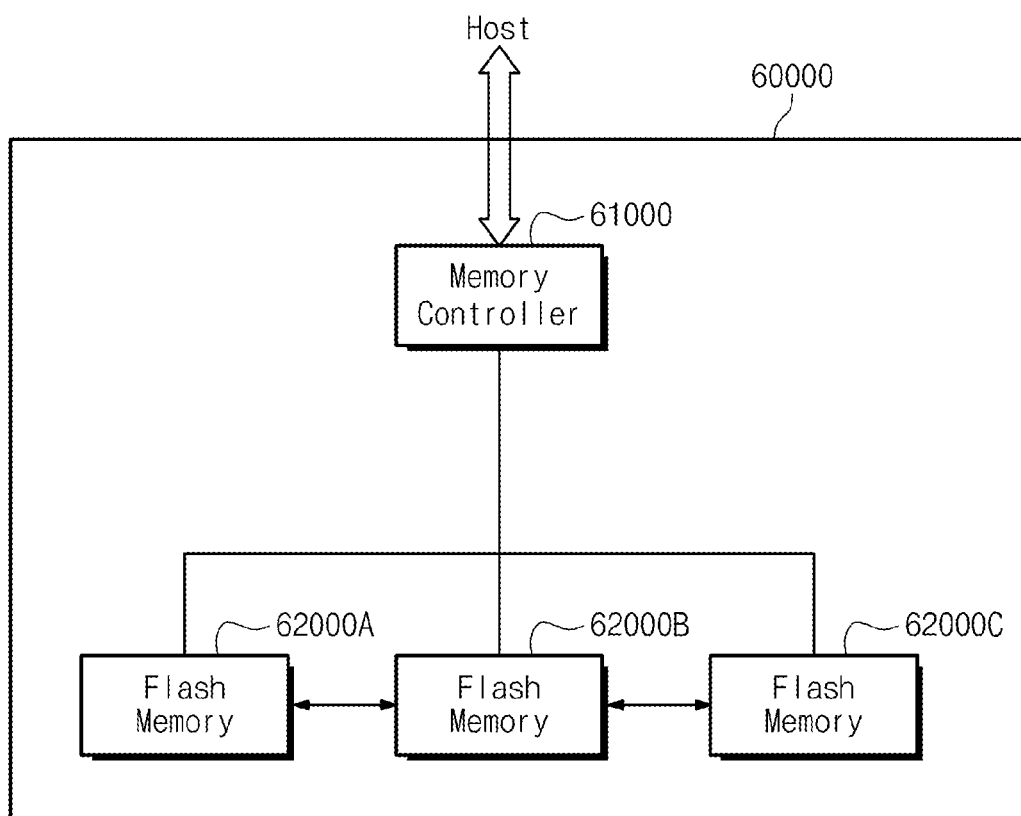 Host
60000
61000
Memory
Controller
62000A
62000B
62000C
Flash
Memory
Flash
Memory
Flash
Memory